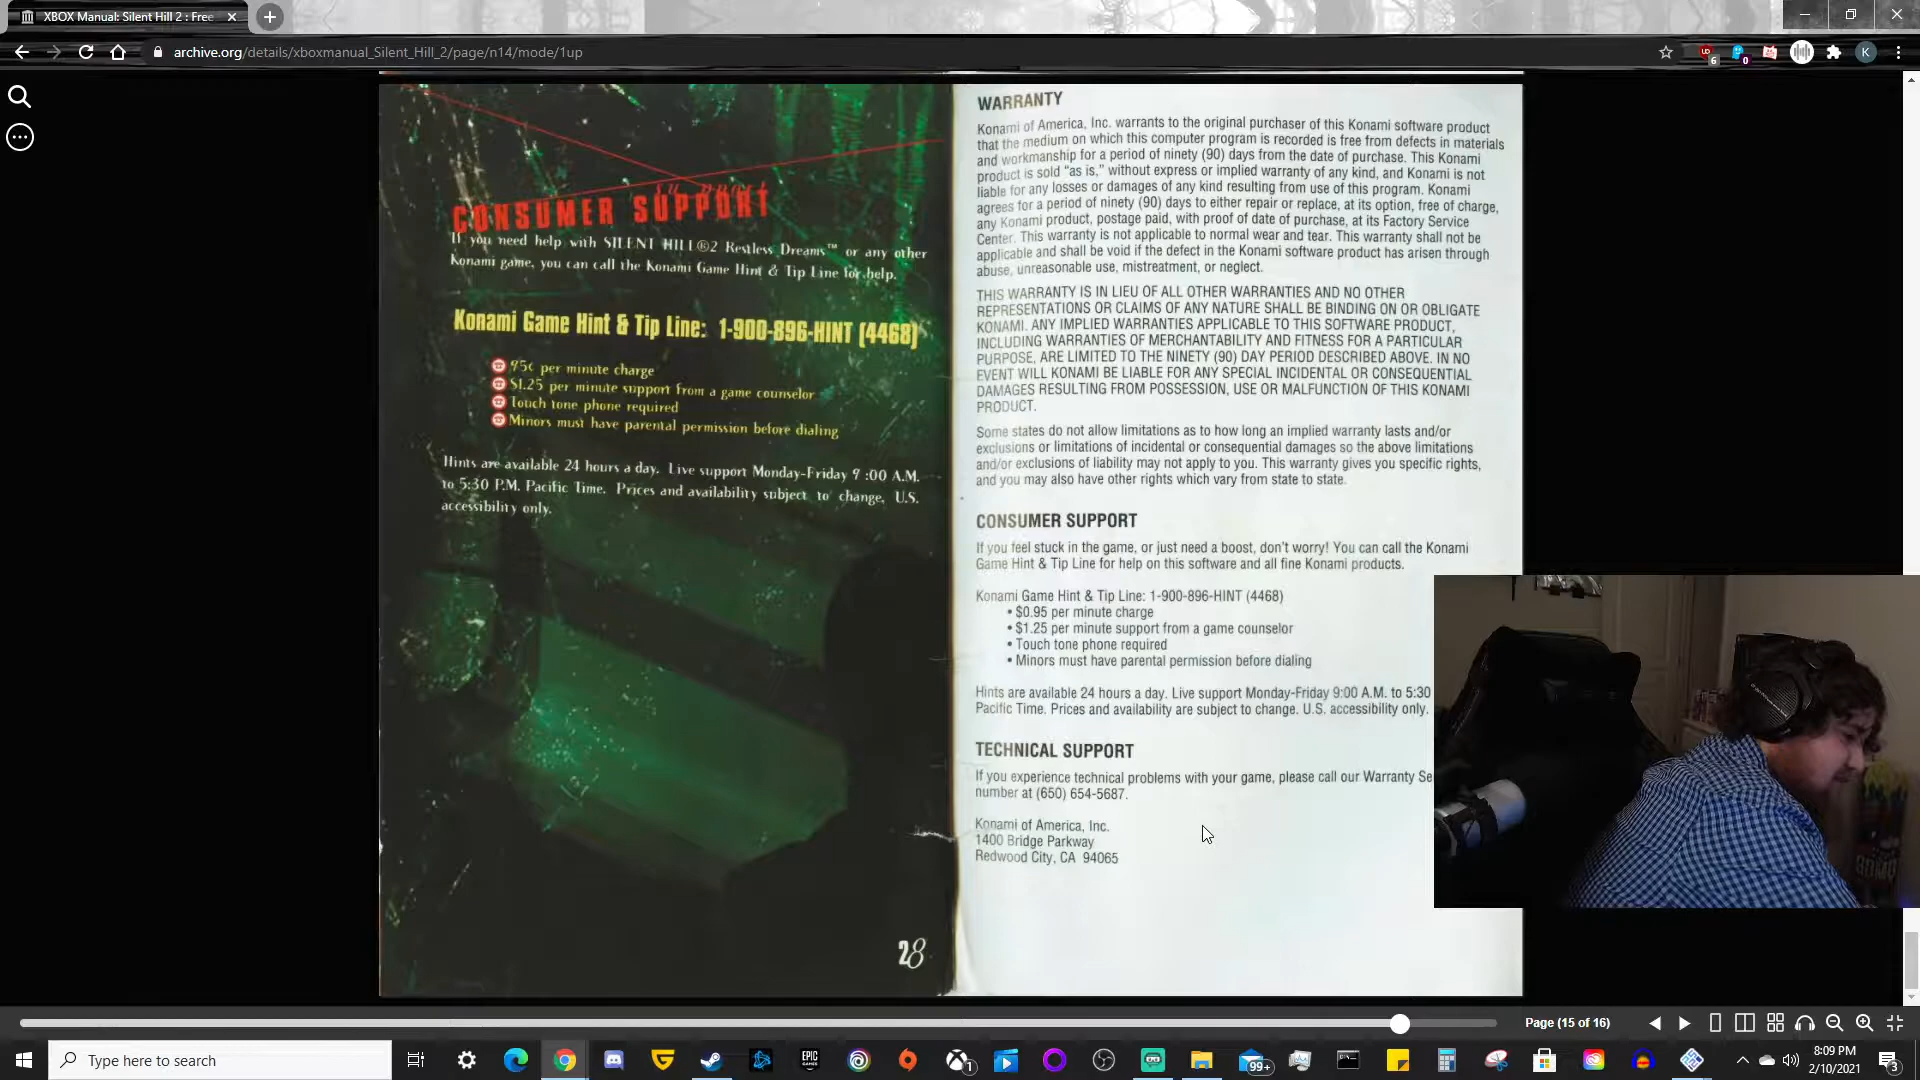 XBOX Manual: Silent Hill 2 : Free
archive.org/details/xboxmanual_Silent_Hill_2/page/n14/mode/1up
6
0
K
CONSUMER SUPPORT
If you need help with SILENT HILL®2 Restless Dreams™ or any other
Konami game, you can call the Konami Game Hint & Tip Line for help.
Konami Game Hint & Tip Line: 1-900-896-HINT (4468)
95¢ per minute charge
$1.25 per minute support from a game counselor
Touch tone phone required
Minors must have parental permission before dialing
Hints are available 24 hours a day. Live support Monday-Friday 9 :00 A.M.
to 5:30 P.M. Pacific Time. Prices and availability subject to change. U.S.
accessibility only.
28
WARRANTY
Konami of America, Inc. warrants to the original purchaser of this Konami software product
that the medium on which this computer program is recorded is free from defects in materials
and workmanship for a period of ninety (90) days from the date of purchase. This Konami
product is sold "as is," without express or implied warranty of any kind, and Konami is not
liable for any losses or damages of any kind resulting from use of this program. Konami
agrees for a period of ninety (90) days to either repair or replace, at its option, free of charge,
any Konami product, postage paid, with proof of date of purchase, at its Factory Service
Center. This warranty is not applicable to normal wear and tear. This warranty shall not be
applicable and shall be void if the defect in the Konami software product has arisen through
abuse, unreasonable use, mistreatment, or neglect.
THIS WARRANTY IS IN LIEU OF ALL OTHER WARRANTIES AND NO OTHER
REPRESENTATIONS OR CLAIMS OF ANY NATURE SHALL BE BINDING ON OR OBLIGATE
KONAMI. ANY IMPLIED WARRANTIES APPLICABLE TO THIS SOFTWARE PRODUCT,
INCLUDING WARRANTIES OF MERCHANTABILITY AND FITNESS FOR A PARTICULAR
PURPOSE, ARE LIMITED TO THE NINETY (90) DAY PERIOD DESCRIBED ABOVE. IN NO
EVENT WILL KONAMI BE LIABLE FOR ANY SPECIAL INCIDENTAL OR CONSEQUENTIAL
DAMAGES RESULTING FROM POSSESSION, USE OR MALFUNCTION OF THIS KONAMI
PRODUCT.
Some states do not allow limitations as to how long an implied warranty lasts and/or
exclusions or limitations of incidental or consequential damages so the above limitations
and/or exclusions of liability may not apply to you. This warranty gives you specific rights,
and you may also have other rights which vary from state to state.
CONSUMER SUPPORT
If you feel stuck in the game, or just need a boost, don't worry! You can call the Konami
Game Hint & Tip Line for help on this software and all fine Konami products.
Konami Game Hint & Tip Line: 1-900-896-HINT (4468)
• $0.95 per minute charge
• $1.25 per minute support from a game counselor
• Touch tone phone required
• Minors must have parental permission before dialing
Hints are available 24 hours a day. Live support Monday-Friday 9:00 A.M. to 5:30
Pacific Time. Prices and availability are subject to change. U.S. accessibility only.
TECHNICAL SUPPORT
If you experience technical problems with your game, please call our Warranty Se
number at (650) 654-5687.
Konami of America, Inc.
1400 Bridge Parkway
Redwood City, CA 94065
Page (15 of 16)
Type here to search
EPIC GAMES
1
99+
8:09 PM
2/10/2021
3